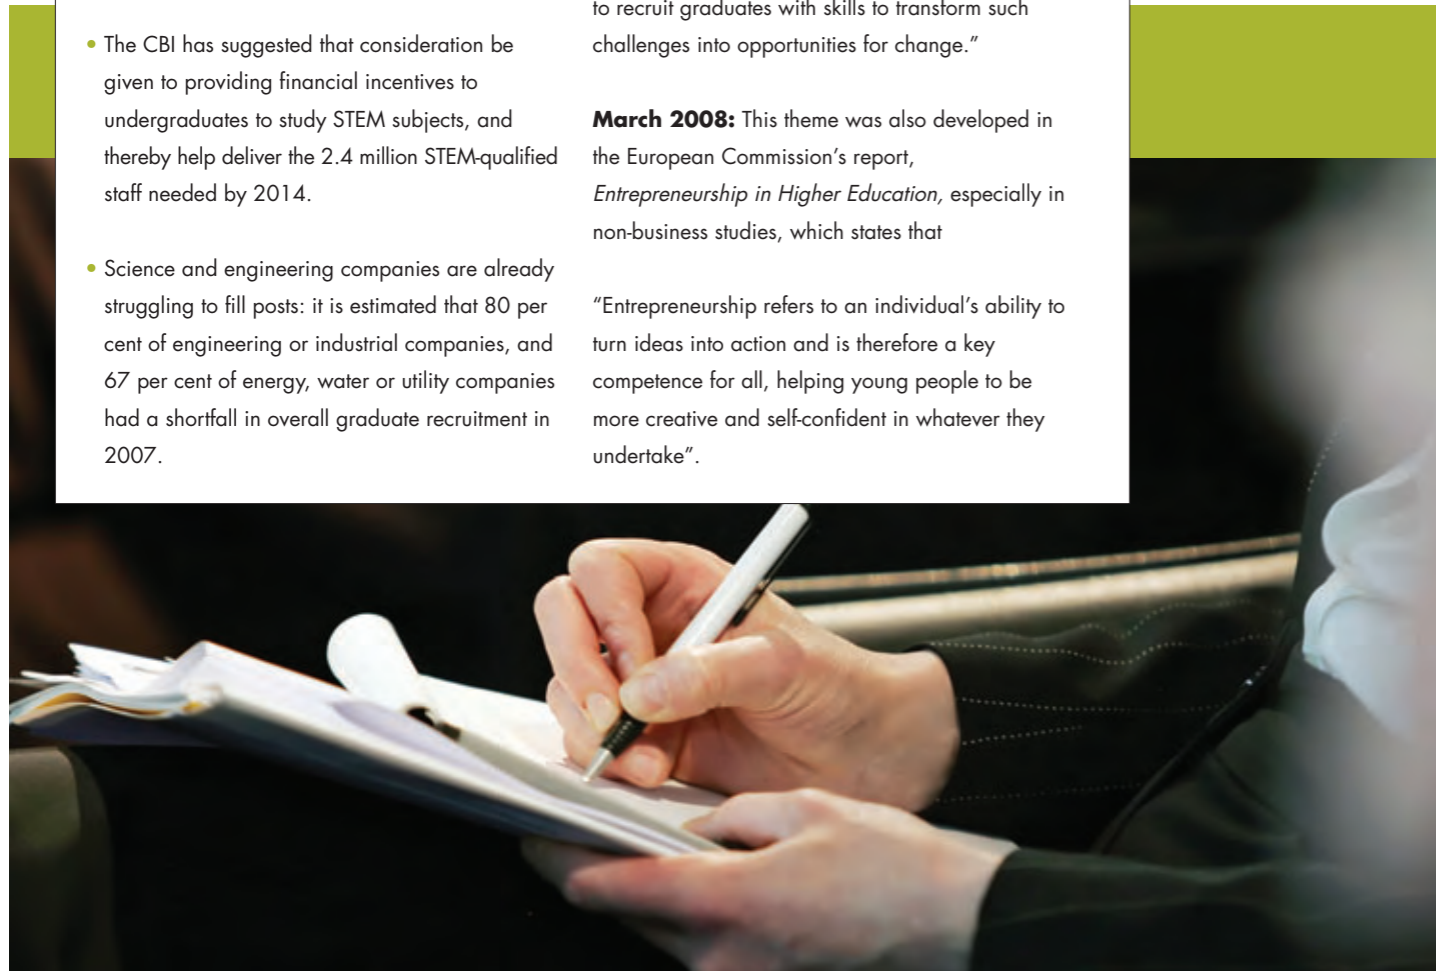 • The CBI has suggested that consideration be
given to providing financial incentives to
undergraduates to study STEM subjects, and
thereby help deliver the 2.4 million STEM-qualified
staff needed by 2014.
• Science and engineering companies are already
struggling to fill posts: it is estimated that 80 per
cent of engineering or industrial companies, and
67 per cent of energy, water or utility companies
had a shortfall in overall graduate recruitment in
2007.
to recruit graduates with skills to transform such
challenges into opportunities for change.”
March 2008: This theme was also developed in
the European Commission’s report,
Entrepreneurship in Higher Education, especially in
non-business studies, which states that
“Entrepreneurship refers to an individual’s ability to
turn ideas into action and is therefore a key
competence for all, helping young people to be
more creative and self-confident in whatever they
undertake”.